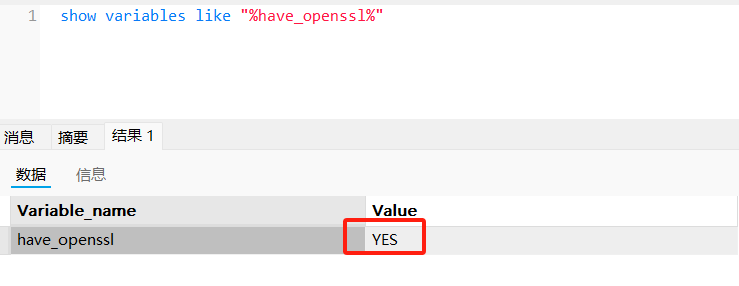 1 show variables like "%have_openssl%"
消息 摘要 结果 1
数据 信息
Variable_name Value
have_openssl YES